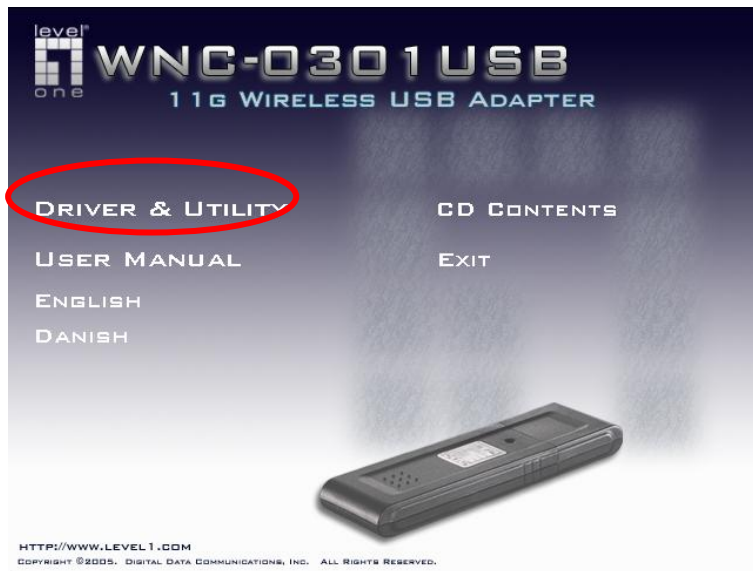 level
one
WNC-0301USB
11g Wireless USB Adapter
Driver & Utility
User Manual
English
Danish
CD Contents
Exit
http://www.level1.com
Copyright ©2005. Digital Data Communications, Inc. All Rights Reserved.